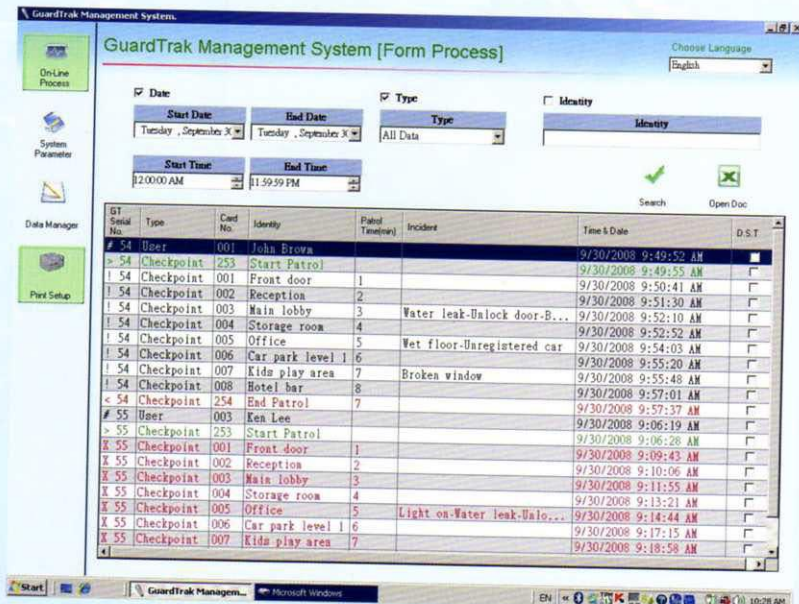 GuardTrak Management System.
GuardTrak Management System [Form Process]
Choose Language
English
On-Line Process
System Parameter
Data Manager
Print Setup
Date
Type
Identity
Start Date
End Date
Type
Identity
Tuesday , September 3
Tuesday , September 3
All Data
Start Time
End Time
12:00:00 AM
11:59:59 PM
Search
Open Doc
GT Serial No. Type Card No. Identity Patrol Time(min) Incident Time & Date D.S.T
# 54 User 001 John Brown 9/30/2008 9:49:52 AM
> 54 Checkpoint 253 Start Patrol 9/30/2008 9:49:55 AM
! 54 Checkpoint 001 Front door 1 9/30/2008 9:50:41 AM
! 54 Checkpoint 002 Reception 2 9/30/2008 9:51:30 AM
! 54 Checkpoint 003 Main lobby 3 Water leak-Unlock door-B... 9/30/2008 9:52:10 AM
! 54 Checkpoint 004 Storage room 4 9/30/2008 9:52:52 AM
! 54 Checkpoint 005 Office 5 Wet floor-Unregistered car 9/30/2008 9:54:03 AM
! 54 Checkpoint 006 Car park level 1 6 9/30/2008 9:55:20 AM
! 54 Checkpoint 007 Kids play area 7 Broken window 9/30/2008 9:55:48 AM
! 54 Checkpoint 008 Hotel bar 8 9/30/2008 9:57:01 AM
< 54 Checkpoint 254 End Patrol 7 9/30/2008 9:57:37 AM
# 55 User 003 Ken Lee 9/30/2008 9:06:19 AM
> 55 Checkpoint 253 Start Patrol 9/30/2008 9:06:28 AM
X 55 Checkpoint 001 Front door 1 9/30/2008 9:09:43 AM
X 55 Checkpoint 002 Reception 2 9/30/2008 9:10:06 AM
X 55 Checkpoint 003 Main lobby 3 9/30/2008 9:11:55 AM
X 55 Checkpoint 004 Storage room 4 9/30/2008 9:13:21 AM
X 55 Checkpoint 005 Office 5 Light on-Water leak-Unlo... 9/30/2008 9:14:44 AM
X 55 Checkpoint 006 Car park level 1 6 9/30/2008 9:17:15 AM
X 55 Checkpoint 007 Kids play area 7 9/30/2008 9:18:58 AM
Start
GuardTrak Managem...
Microsoft Windows
EN
10:28 AM